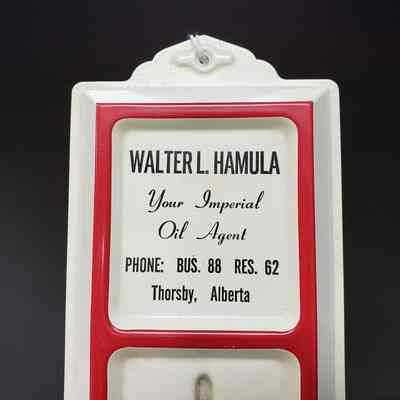 WALTER L. HAMULA
Your Imperial
Oil Agent
PHONE: BUS. 88 RES. 62
Thorsby, Alberta